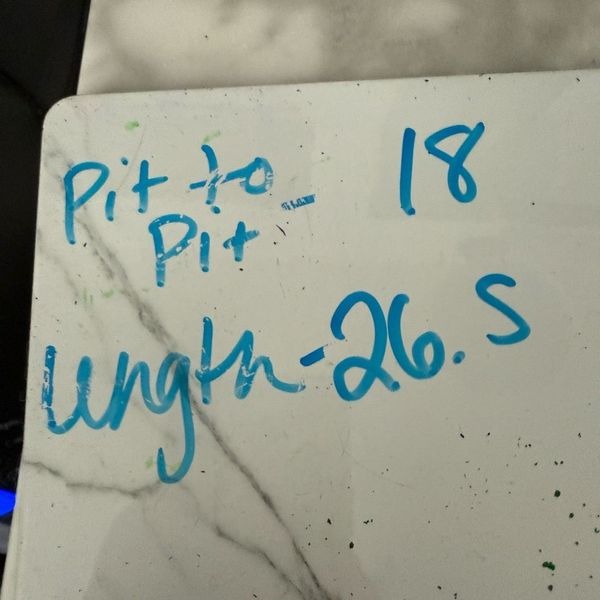 Pit to - 18
Pit
length - 26.5